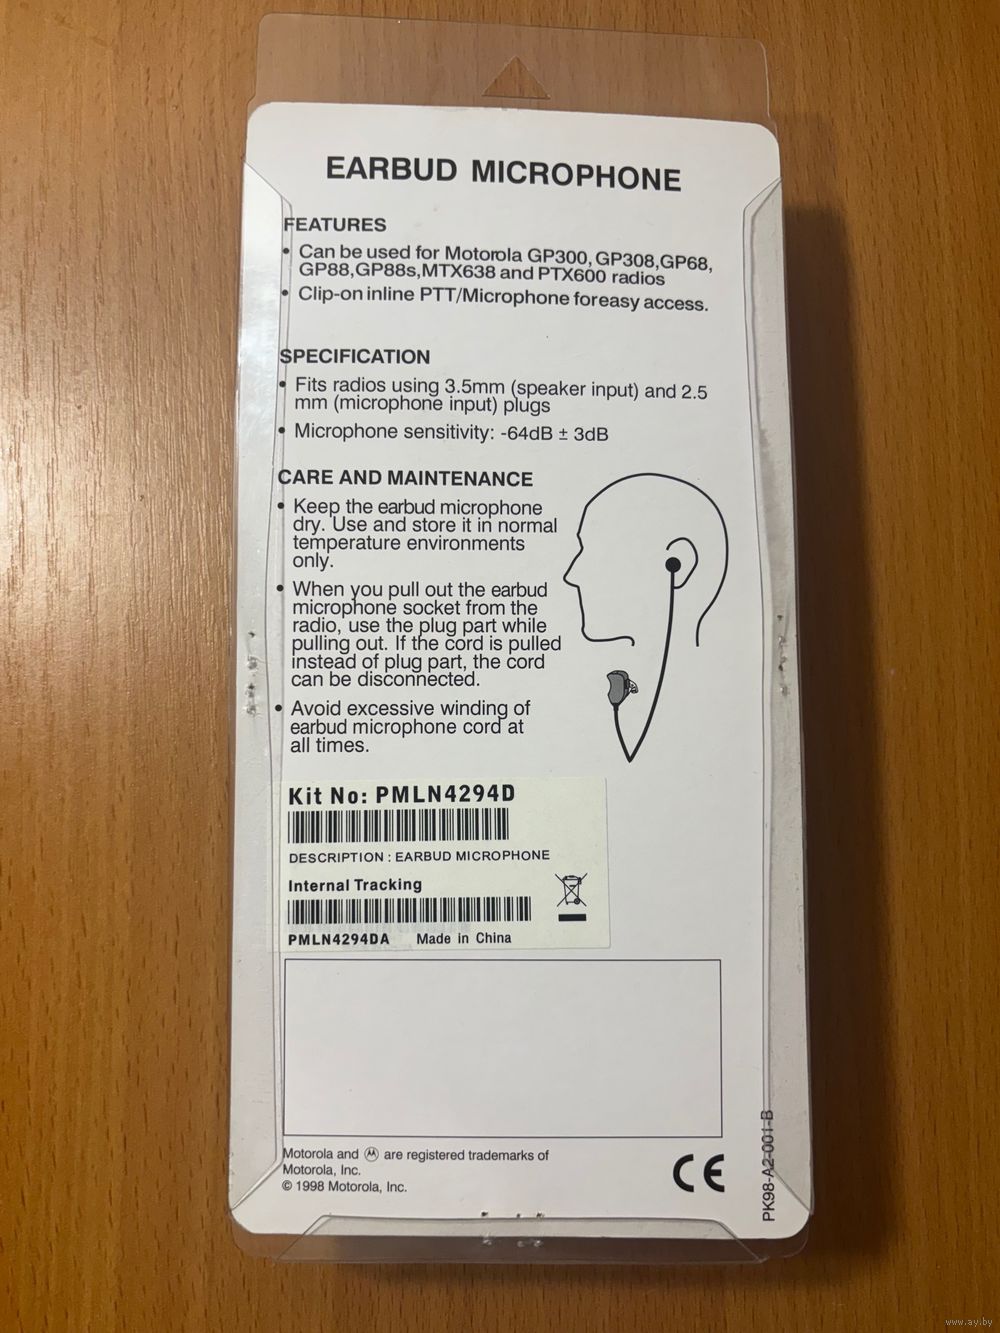 EARBUD MICROPHONE
FEATURES
• Can be used for Motorola GP300, GP308,GP68,
GP88,GP88s,MTX638 and PTX600 radios
• Clip-on inline PTT/Microphone foreasy access.
SPECIFICATION
• Fits radios using 3.5mm (speaker input) and 2.5
mm (microphone input) plugs
• Microphone sensitivity: -64dB ± 3dB
CARE AND MAINTENANCE
• Keep the earbud microphone
dry. Use and store it in normal
temperature environments
only.
• When you pull out the earbud
microphone socket from the
radio, use the plug part while
pulling out. If the cord is pulled
instead of plug part, the cord
can be disconnected.
• Avoid excessive winding of
earbud microphone cord at
all times.
Kit No: PMLN4294D
DESCRIPTION : EARBUD MICROPHONE
Internal Tracking
PMLN4294DA Made in China
Motorola and Ⓜ are registered trademarks of
Motorola, Inc.
© 1998 Motorola, Inc.
CE
PK98-A2-001-B
www.ay.by